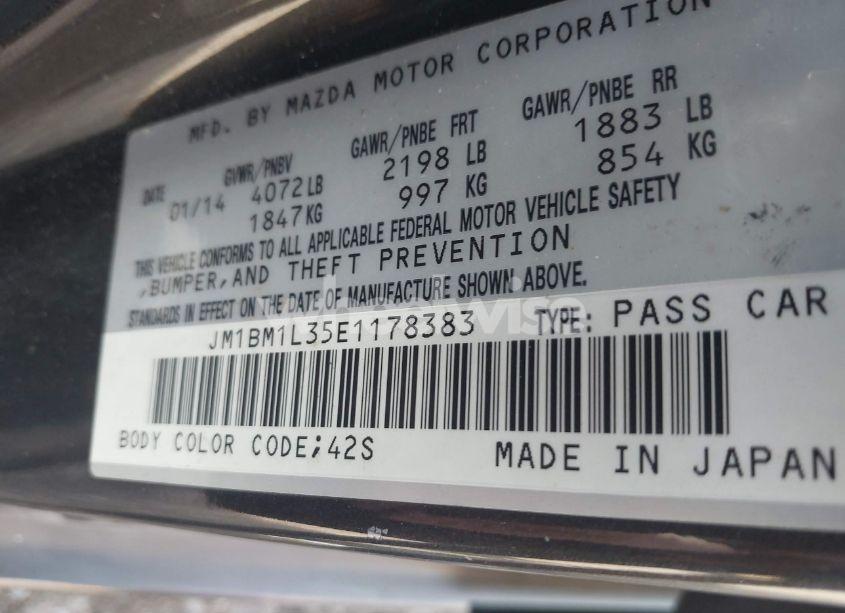 MFD. BY MAZDA MOTOR CORPORATION
DATE GVWR/PNBV GAWR/PNBE FRT GAWR/PNBE RR
01/14 4072 LB 2198 LB 1883 LB
1847 KG 997 KG 854 KG
THIS VEHICLE CONFORMS TO ALL APPLICABLE FEDERAL MOTOR VEHICLE SAFETY
,BUMPER,AND THEFT PREVENTION
STANDARDS IN EFFECT ON THE DATE OF MANUFACTURE SHOWN ABOVE.
JM1BM1L35E1178383 TYPE: PASS CAR
BODY COLOR CODE;42S MADE IN JAPAN